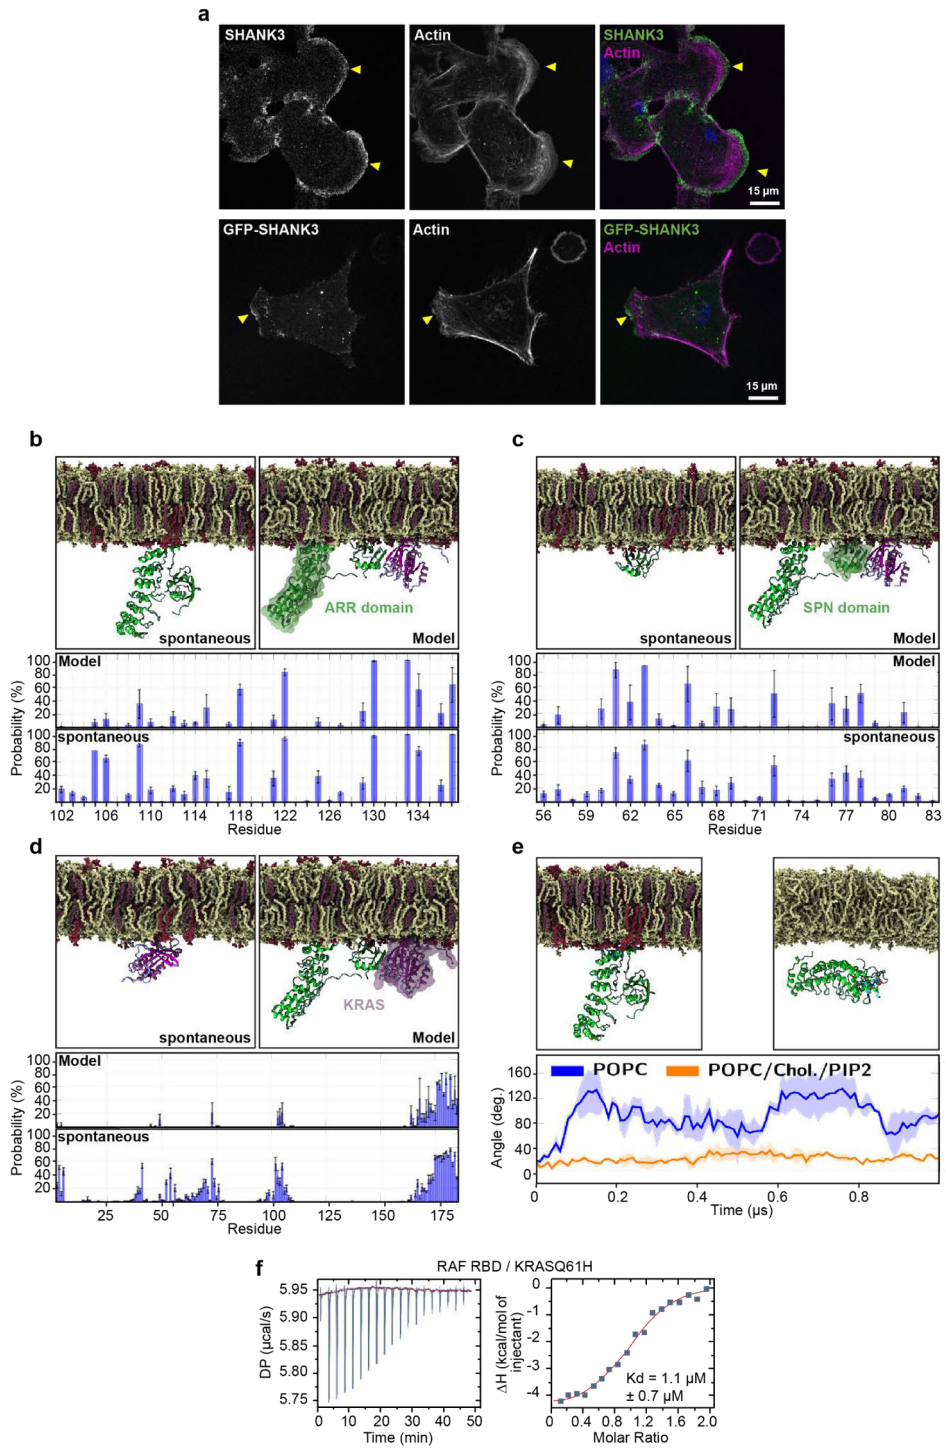 a
SHANK3
Actin
SHANK3
Actin
15 µm
GFP-SHANK3
Actin
GFP-SHANK3
Actin
15 µm
b
spontaneous
ARR domain
Model
Model
100
80
60
40
20
spontaneous
100
80
60
40
20
Probability (%)
102 106 110 114 118 122 126 130 134
Residue
c
spontaneous
SPN domain
Model
Model
100
80
60
40
20
spontaneous
100
80
60
40
20
Probability (%)
56 59 62 65 68 71 74 77 80 83
Residue
d
spontaneous
KRAS
Model
Model
100
80
60
40
20
spontaneous
100
80
60
40
20
Probability (%)
25 50 75 100 125 150 175
Residue
e
POPC
POPC/Chol./PIP2
160
120
80
40
0
Angle (deg.)
0 0.2 0.4 0.6 0.8
Time (µs)
f
RAF RBD / KRASQ61H
5.95
5.90
5.85
5.80
5.75
DP (µcal/s)
0 10 20 30 40 50
Time (min)
0
-1
-2
-3
-4
ΔH (kcal/mol of
injectant)
Kd = 1.1 µM
± 0.7 µM
0 0.4 0.8 1.2 1.6 2.0
Molar Ratio